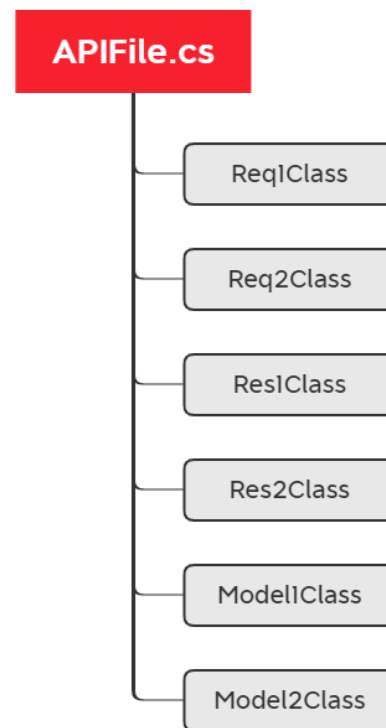 APIFile.cs
Req1Class
Req2Class
Res1Class
Res2Class
Model1Class
Model2Class